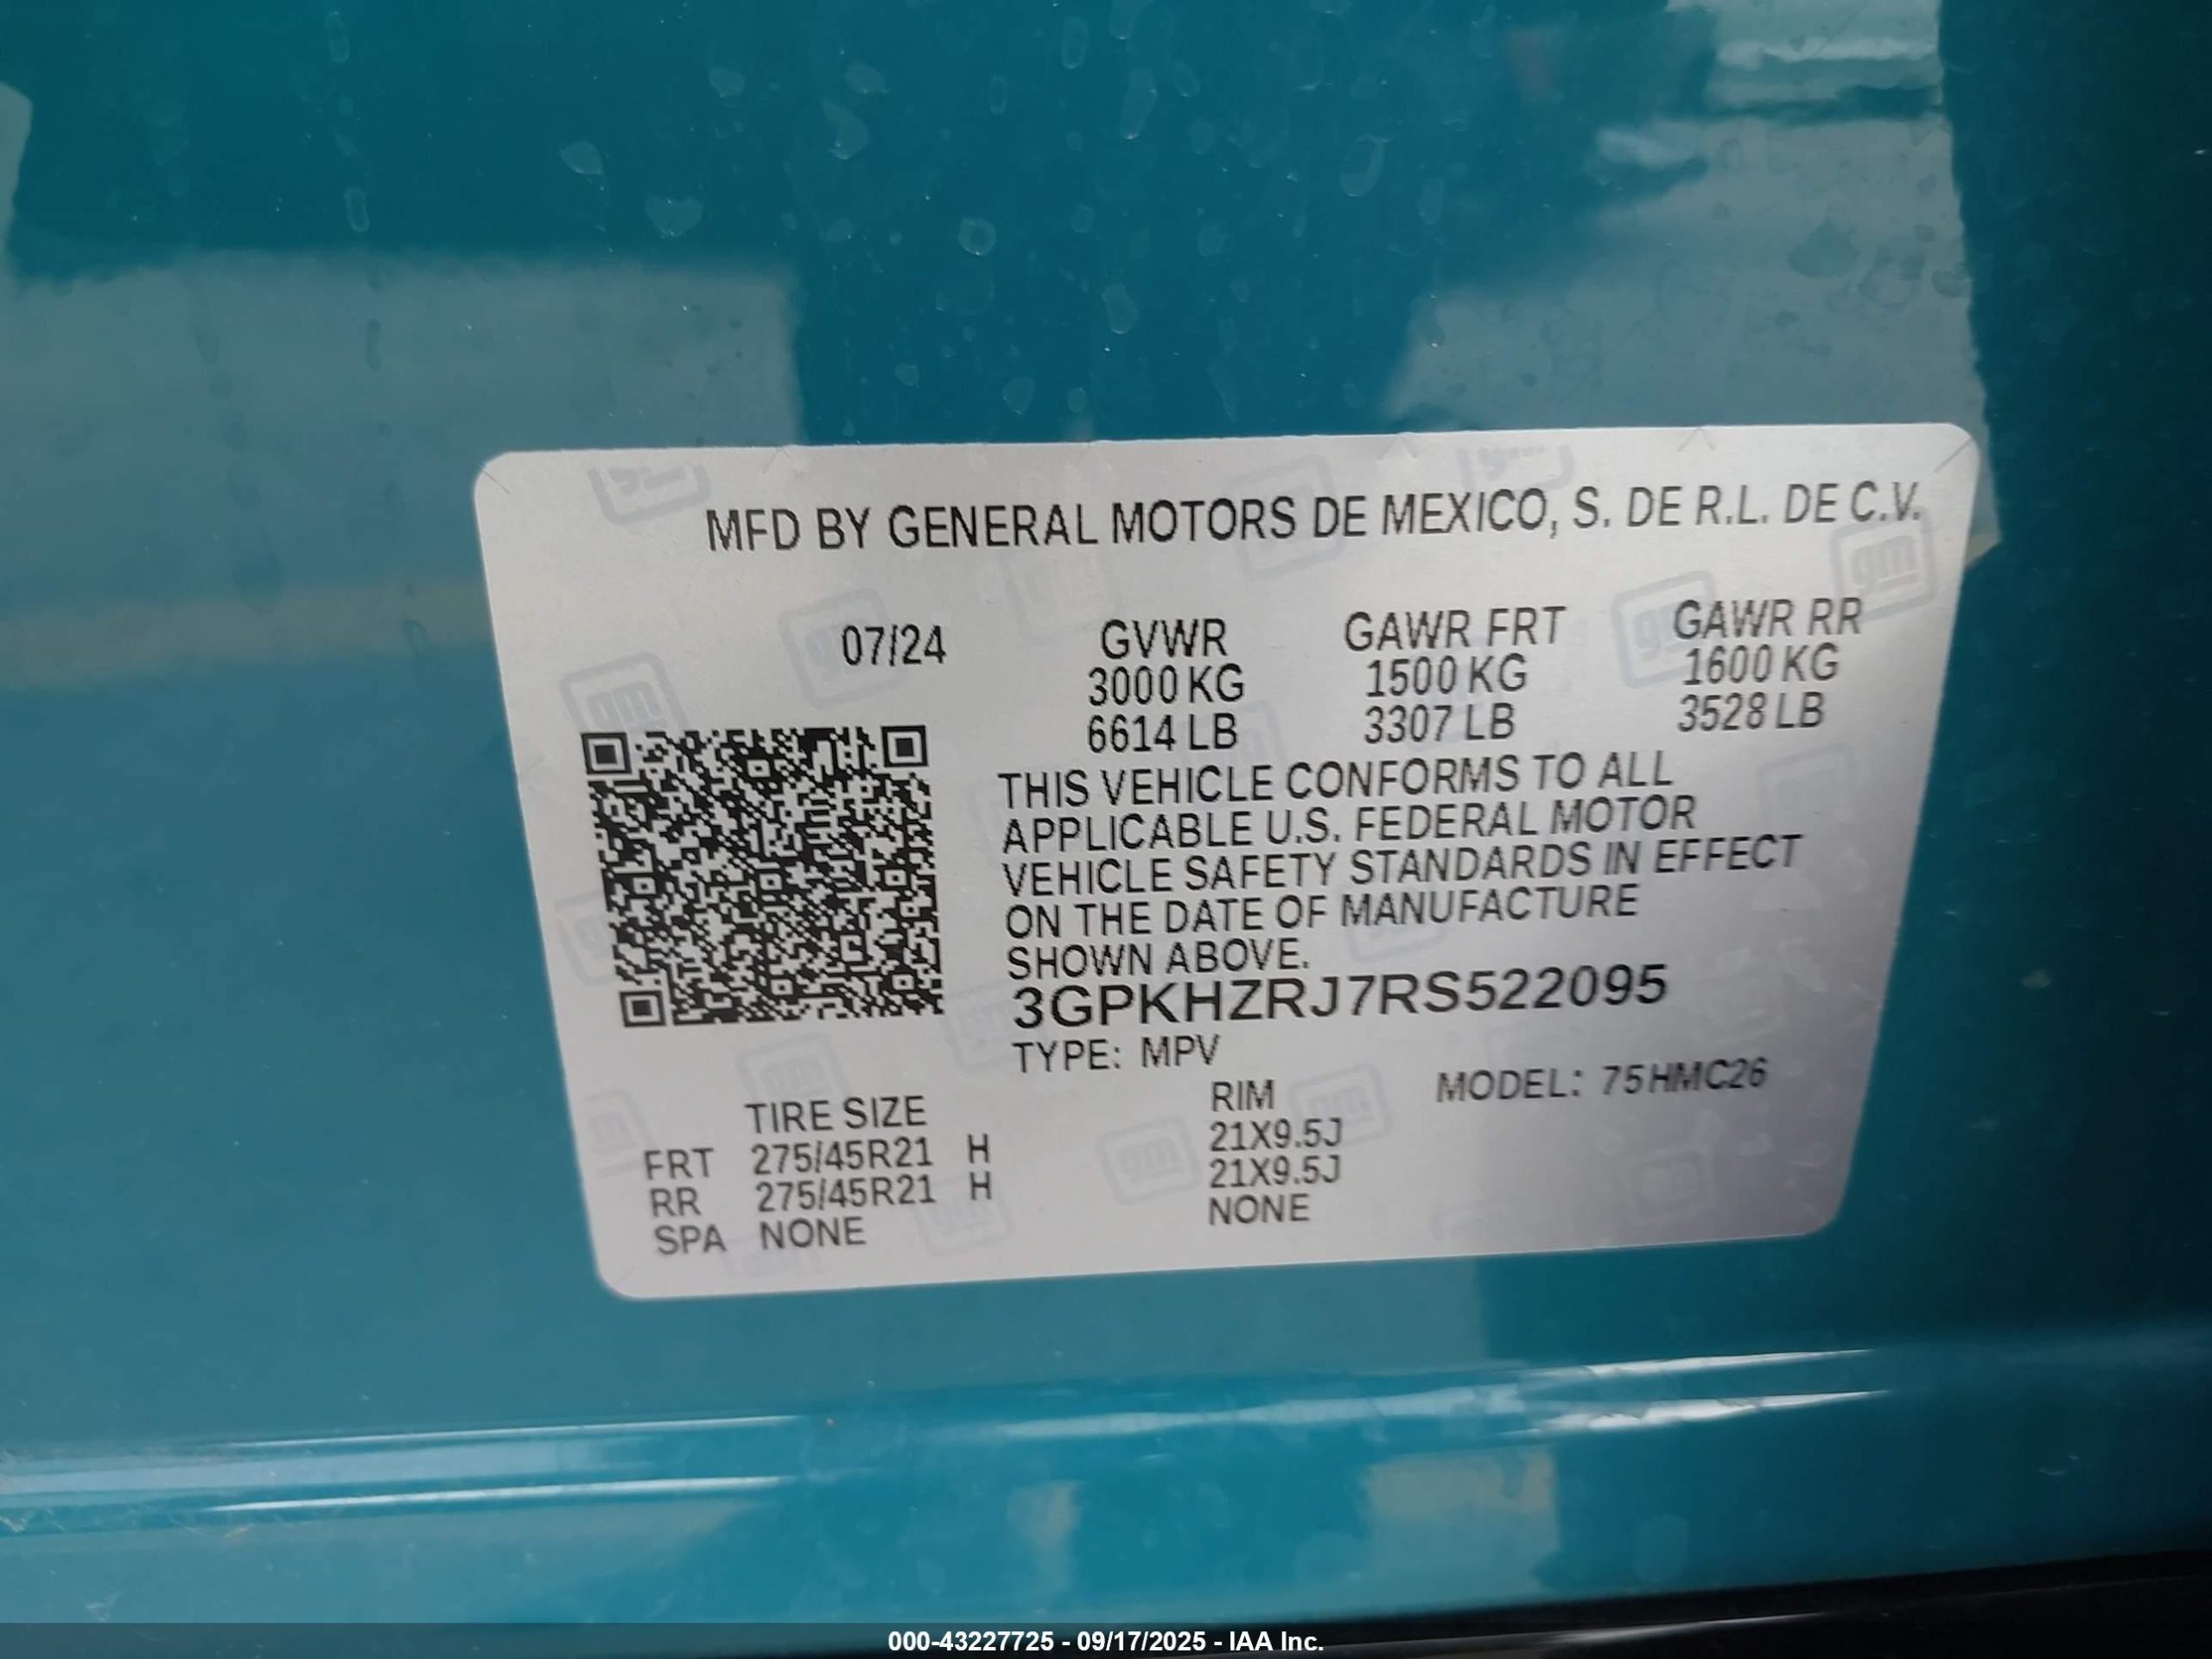 MFD BY GENERAL MOTORS DE MEXICO, S. DE R.L. DE C.V.
07/24 GVWR GAWR FRT GAWR RR
3000 KG 1500 KG 1600 KG
6614 LB 3307 LB 3528 LB
THIS VEHICLE CONFORMS TO ALL
APPLICABLE U.S. FEDERAL MOTOR
VEHICLE SAFETY STANDARDS IN EFFECT
ON THE DATE OF MANUFACTURE
SHOWN ABOVE.
3GPKHZRJ7RS522095
TYPE: MPV
TIRE SIZE RIM MODEL: 75HMC26
FRT 275/45R21 H 21X9.5J
RR 275/45R21 H 21X9.5J
SPA NONE NONE
000-43227725 - 09/17/2025 - IAA Inc.